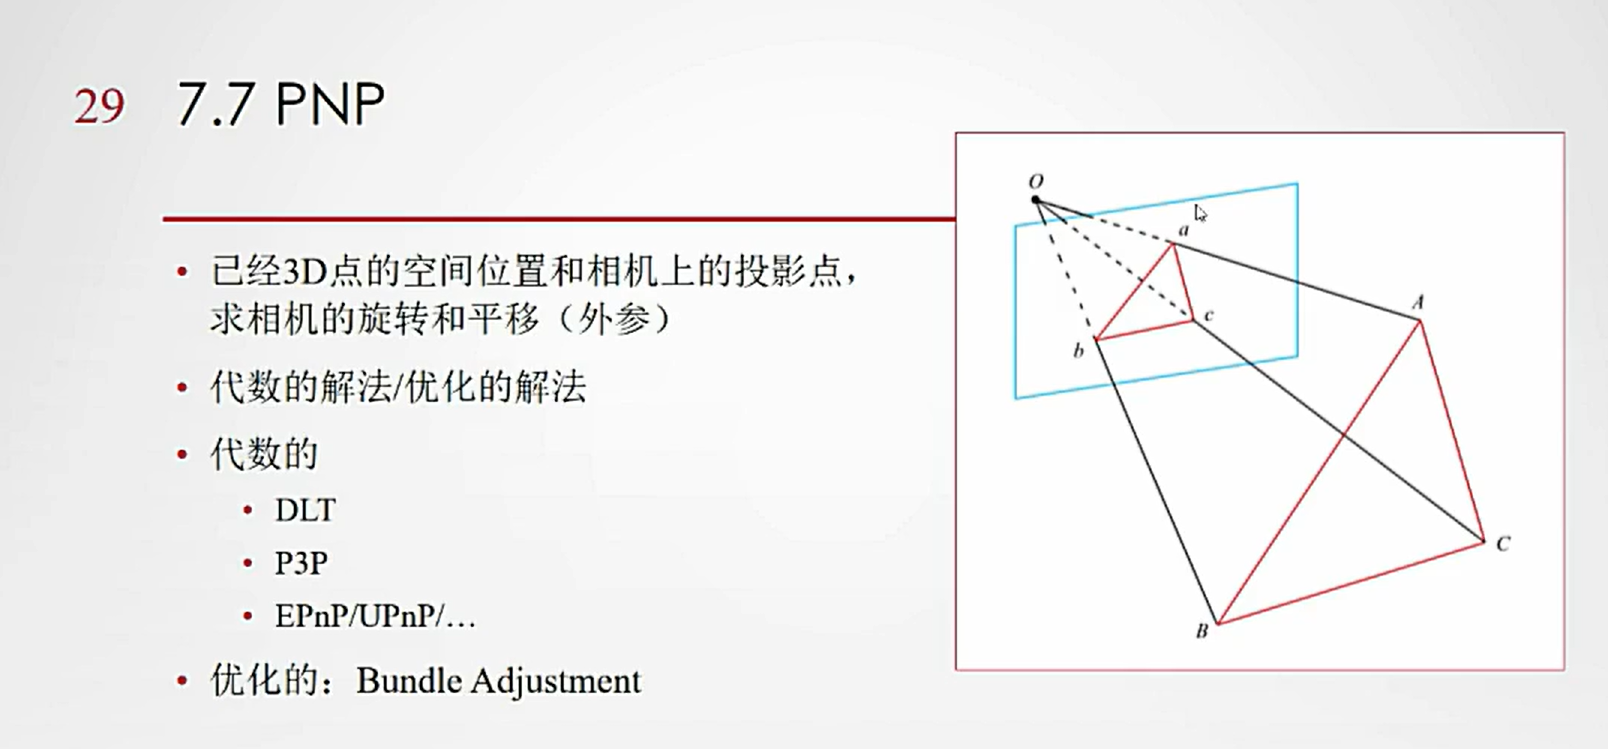 29 7.7 PNP
• 已经3D点的空间位置和相机上的投影点，
求相机的旋转和平移（外参）
• 代数的解法/优化的解法
• 代数的
• DLT
• P3P
• EPnP/UPnP/…
• 优化的：Bundle Adjustment
O
a
A
c
b
C
B